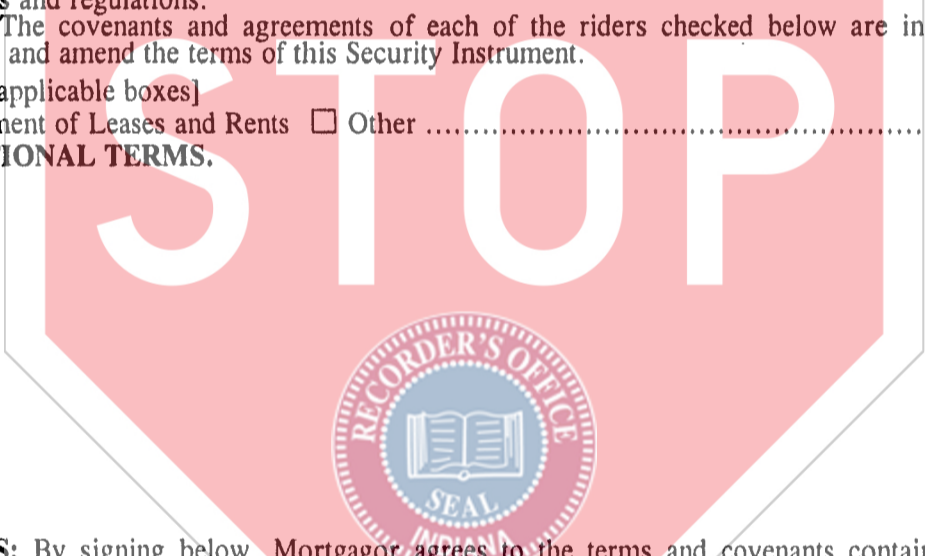 and regulations.
The covenants and agreements of each of the riders checked below are in
and amend the terms of this Security Instrument.
applicable boxes]
ment of Leases and Rents ☐ Other ........................................................................
IONAL TERMS.
STOP
RECORDER'S OFFICE
SEAL
INDIANA
S: By signing below, Mortgagor agrees to the terms and covenants contain